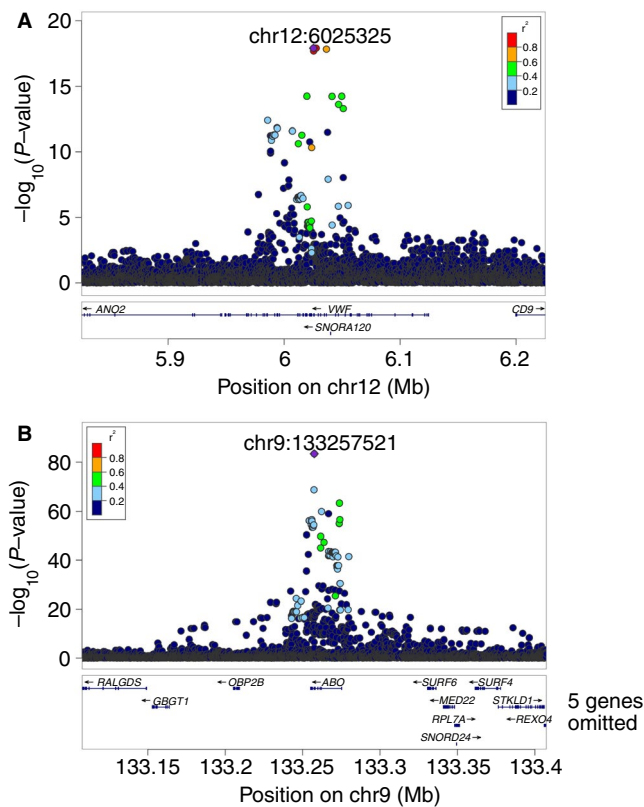 A
chr12:6025325
20
15
10
5
0
−log10(P−value)
r²
0.8
0.6
0.4
0.2
← ANO2
← VWF
CD9 →
← SNORA120
5.9
6
6.1
6.2
Position on chr12 (Mb)
B
chr9:133257521
80
60
40
20
0
−log10(P−value)
r²
0.8
0.6
0.4
0.2
← RALGDS
← OBP2B
← ABO
← SURF6
← SURF4
← GBGT1
← MED22
STKLD1 →
RPL7A →
← REXO4
SNORD24 →
5 genes
omitted
133.15
133.2
133.25
133.3
133.35
133.4
Position on chr9 (Mb)